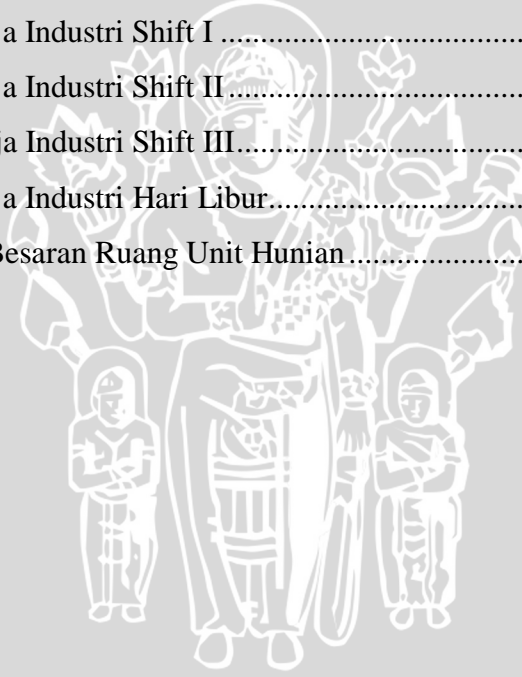 a Industri Shift I ..........................................
a Industri Shift II ..........................................
ja Industri Shift III..........................................
a Industri Hari Libur....................................
Besaran Ruang Unit Hunian.........................